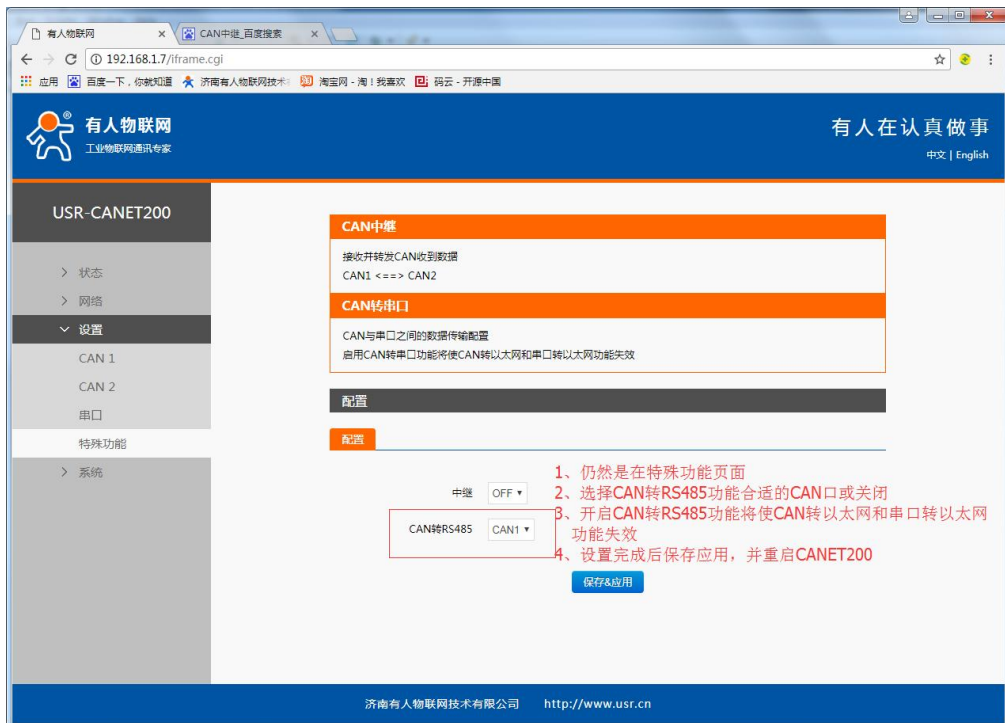 有人物联网
CAN中继_百度搜索
192.168.1.7/iframe.cgi
应用
百度一下，你就知道
济南有人物联网技术
淘宝网 - 淘！我喜欢
码云 - 开源中国
有人物联网
工业物联网通讯专家
有人在认真做事
中文 | English
USR-CANET200
状态
网络
设置
CAN 1
CAN 2
串口
特殊功能
系统
CAN中继
接收并转发CAN收到数据
CAN1 <==> CAN2
CAN转串口
CAN与串口之间的数据传输配置
启用CAN转串口功能将使CAN转以太网和串口转以太网功能失效
配置
配置
中继 OFF
CAN转RS485 CAN1
1、仍然是在特殊功能页面
2、选择CAN转RS485功能合适的CAN口或关闭
3、开启CAN转RS485功能将使CAN转以太网和串口转以太网
功能失效
4、设置完成后保存应用，并重启CANET200
保存&应用
济南有人物联网技术有限公司 http://www.usr.cn